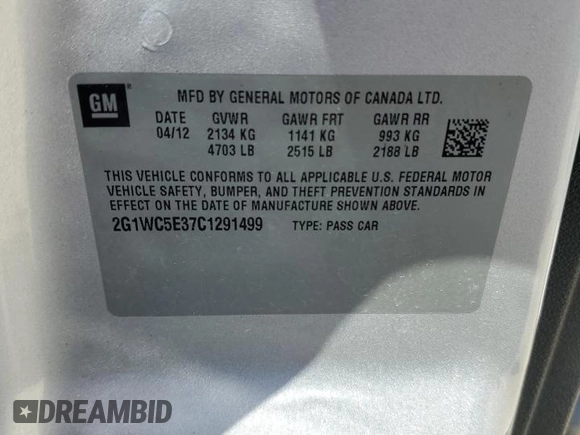 GM
MFD BY GENERAL MOTORS OF CANADA LTD.
DATE GVWR GAWR FRT GAWR RR
04/12 2134 KG 1141 KG 993 KG
4703 LB 2515 LB 2188 LB
THIS VEHICLE CONFORMS TO ALL APPLICABLE U.S. FEDERAL MOTOR
VEHICLE SAFETY, BUMPER, AND THEFT PREVENTION STANDARDS IN
EFFECT ON THE DATE OF MANUFACTURE SHOWN ABOVE.
2G1WC5E37C1291499 TYPE: PASS CAR
DREAMBID